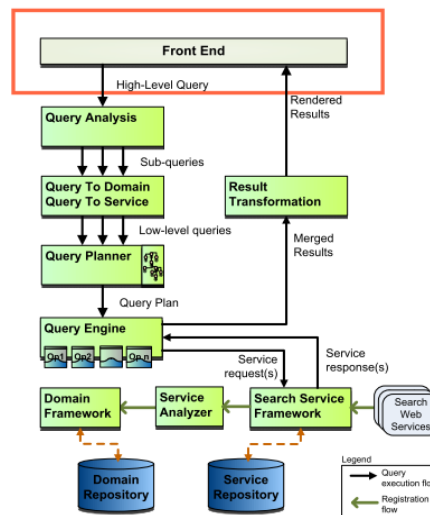 Front End
High-Level Query
Rendered
Results
Query Analysis
Sub-queries
Query To Domain
Query To Service
Result
Transformation
Low-level queries
Query Planner
Merged
Results
Query Plan
Query Engine
Op1
Op2
Op n
Service
request(s)
Service
response(s)
Domain
Framework
Service
Analyzer
Search Service
Framework
Search
Web
Services
Domain
Repository
Service
Repository
Legend
Query
execution flo
Registration
flow